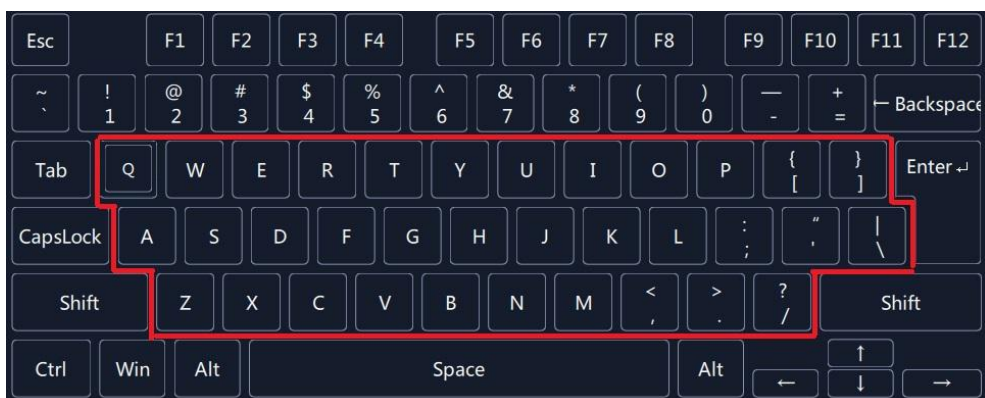 Esc F1 F2 F3 F4 F5 F6 F7 F8 F9 F10 F11 F12
~ ! @ # $ % ^ & * ( ) — +
` 1 2 3 4 5 6 7 8 9 0 - = ← Backspace
Tab Q W E R T Y U I O P { } Enter ↵
[ ]
CapsLock A S D F G H J K L : “ |
; ' \
Shift Z X C V B N M < > ? Shift
, . /
Ctrl Win Alt Space Alt ← ↑ ↓ →